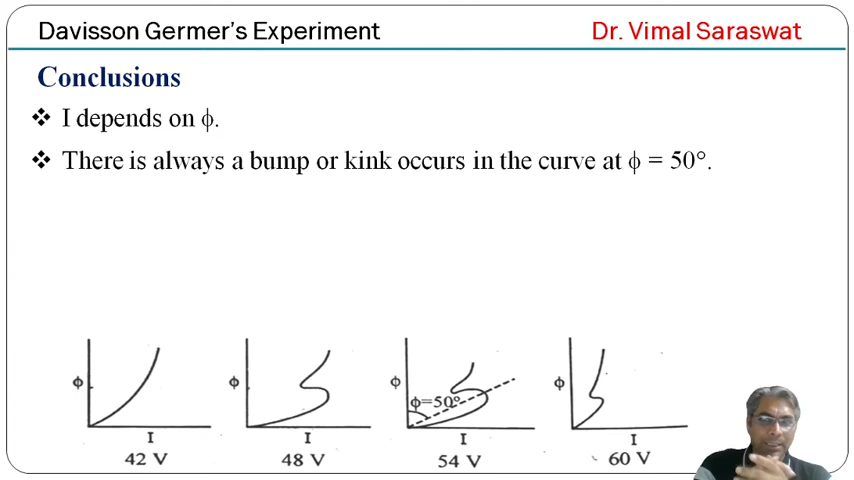 Davisson Germer's Experiment
Dr. Vimal Saraswat
Conclusions
❖ I depends on ϕ.
❖ There is always a bump or kink occurs in the curve at ϕ = 50°.
ϕ ϕ ϕ ϕ=50° ϕ
I I I I
42 V 48 V 54 V 60 V